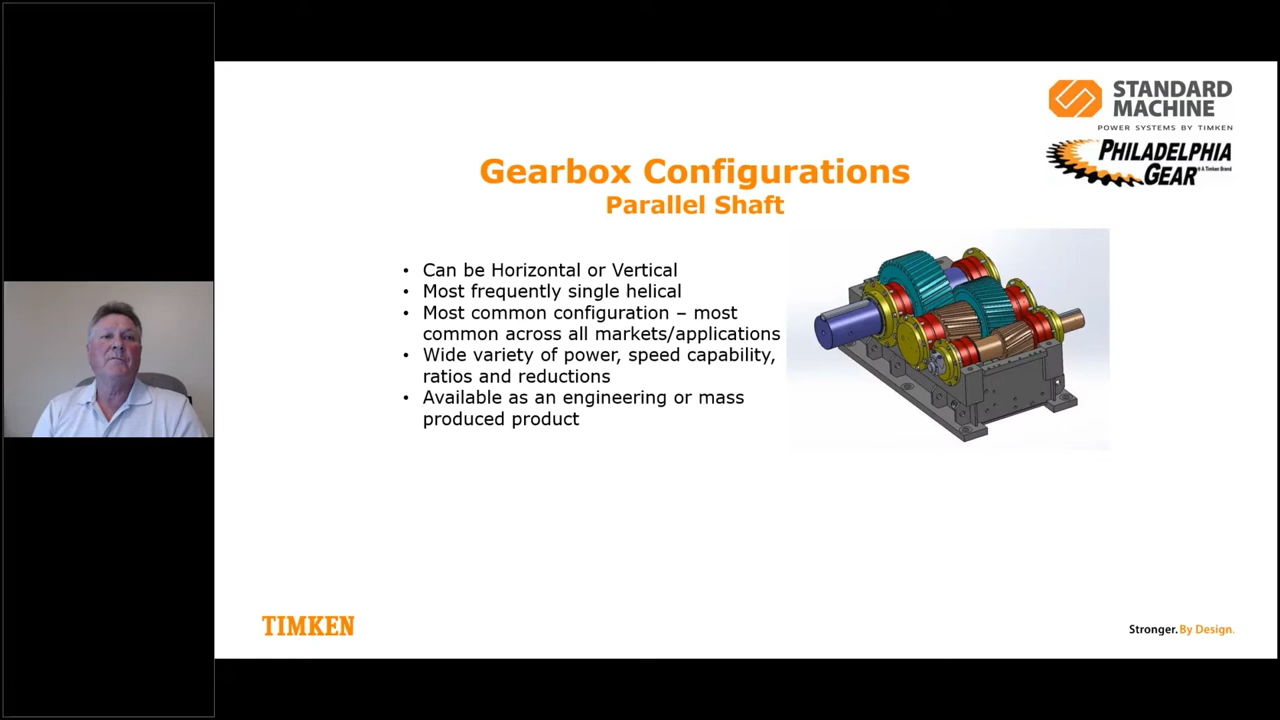 STANDARD
MACHINE
POWER SYSTEMS BY TIMKEN
PHILADELPHIA
GEAR
A Timken Brand
Gearbox Configurations
Parallel Shaft
• Can be Horizontal or Vertical
• Most frequently single helical
• Most common configuration – most
common across all markets/applications
• Wide variety of power, speed capability,
ratios and reductions
• Available as an engineering or mass
produced product
TIMKEN
Stronger. By Design.